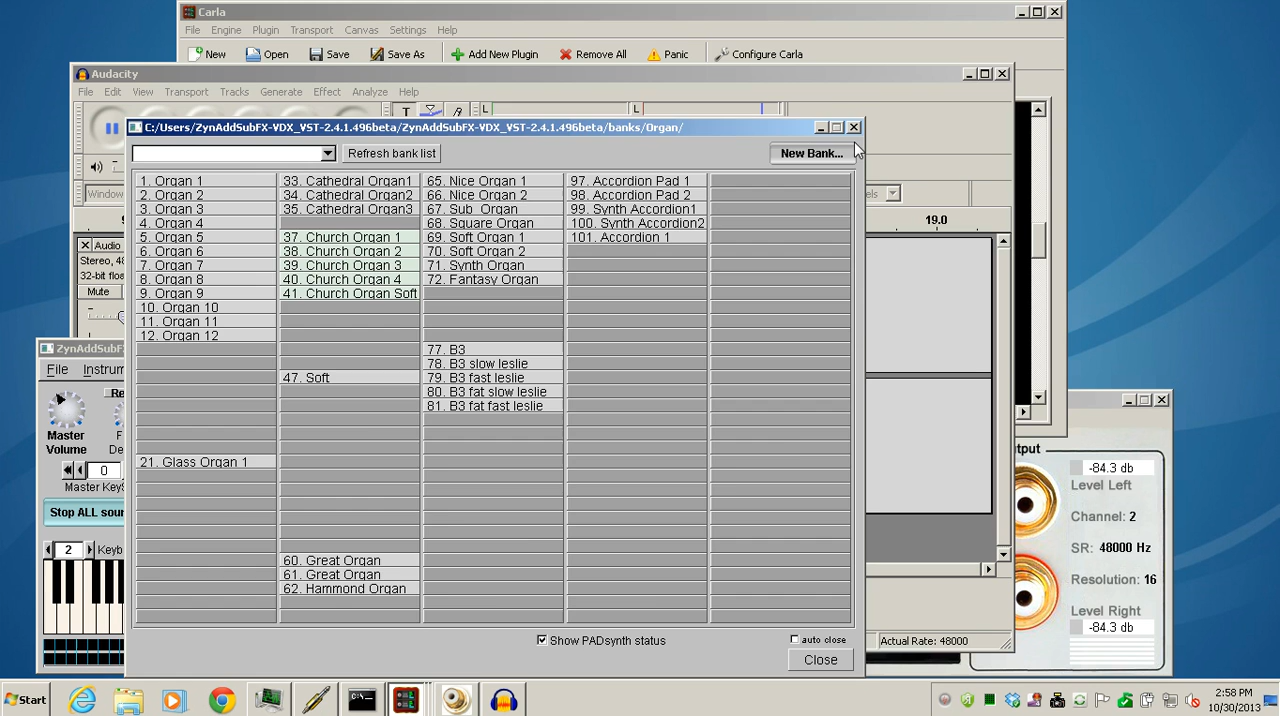 Carla
File Engine Plugin Transport Canvas Settings Help
New Open Save Save As Add New Plugin Remove All Panic Configure Carla
Audacity
File Edit View Transport Tracks Generate Effect Analyze Help
L L
C:/Users/ZynAddSubFX-VDX_VST-2.4.1.496beta/ZynAddSubFX-VDX_VST-2.4.1.496beta/banks/Organ/
Refresh bank list
New Bank...
1. Organ 1
2. Organ 2
3. Organ 3
4. Organ 4
5. Organ 5
6. Organ 6
7. Organ 7
8. Organ 8
9. Organ 9
10. Organ 10
11. Organ 11
12. Organ 12
21. Glass Organ 1
33. Cathedral Organ1
34. Cathedral Organ2
35. Cathedral Organ3
37. Church Organ 1
38. Church Organ 2
39. Church Organ 3
40. Church Organ 4
41. Church Organ Soft
47. Soft
60. Great Organ
61. Great Organ
62. Hammond Organ
65. Nice Organ 1
66. Nice Organ 2
67. Sub Organ
68. Square Organ
69. Soft Organ 1
70. Soft Organ 2
71. Synth Organ
72. Fantasy Organ
77. B3
78. B3 slow leslie
79. B3 fast leslie
80. B3 fat slow leslie
81. B3 fat fast leslie
97. Accordion Pad 1
98. Accordion Pad 2
99. Synth Accordion1
100. Synth Accordion2
101. Accordion 1
Show PADsynth status
auto close
Close
Window
19.0
Audio
Stereo, 48
32-bit floa
Mute
Actual Rate: 48000
ZynAddSubF
File Instrum
Re
Master
Volume
F
De
0
Master KeyS
Stop ALL sour
2 Keyb
tput
-84.3 db
Level Left
Channel: 2
SR: 48000 Hz
Resolution: 16
Level Right
-84.3 db
Start
2:58 PM
10/30/2013